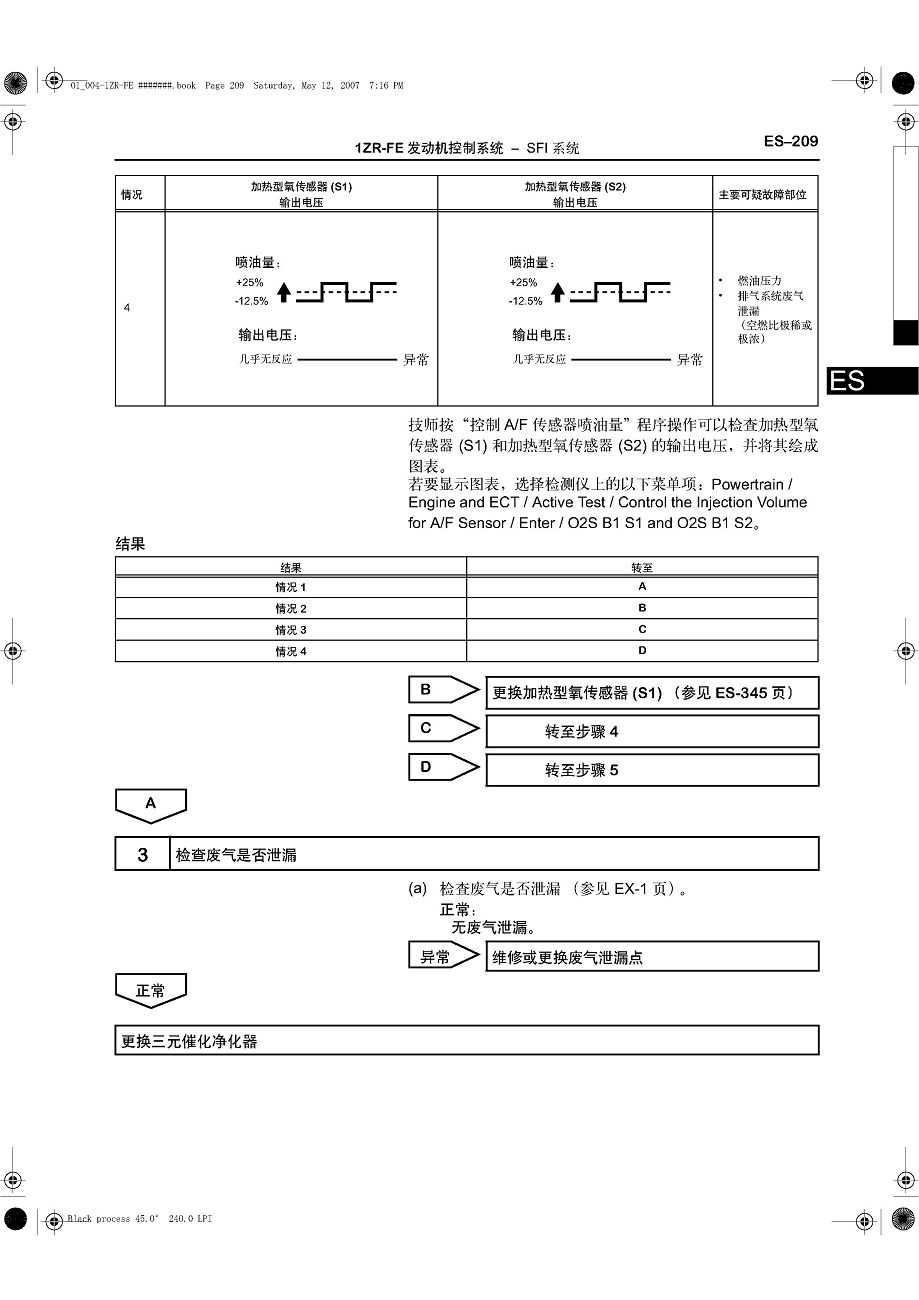 01_004-1ZR-FE #######.book Page 209 Saturday, May 12, 2007 7:16 PM
1ZR-FE 发动机控制系统 – SFI 系统
ES–209
情况
加热型氧传感器 (S1)
输出电压
加热型氧传感器 (S2)
输出电压
主要可疑故障部位
4
喷油量：
+25%
-12.5%
输出电压：
几乎无反应
异常
喷油量：
+25%
-12.5%
输出电压：
几乎无反应
异常
• 燃油压力
• 排气系统废气
泄漏
（空燃比极稀或
极浓）
ES
技师按“控制 A/F 传感器喷油量”程序操作可以检查加热型氧
传感器 (S1) 和加热型氧传感器 (S2) 的输出电压，并将其绘成
图表。
若要显示图表，选择检测仪上的以下菜单项：Powertrain /
Engine and ECT / Active Test / Control the Injection Volume
for A/F Sensor / Enter / O2S B1 S1 and O2S B1 S2。
结果
结果 转至
情况 1 A
情况 2 B
情况 3 C
情况 4 D
B 更换加热型氧传感器 (S1) （参见 ES-345 页）
C 转至步骤 4
D 转至步骤 5
A
3 检查废气是否泄漏
(a) 检查废气是否泄漏 （参见 EX-1 页）。
正常：
无废气泄漏。
异常 维修或更换废气泄漏点
正常
更换三元催化净化器
Black process 45.0° 240.0 LPI